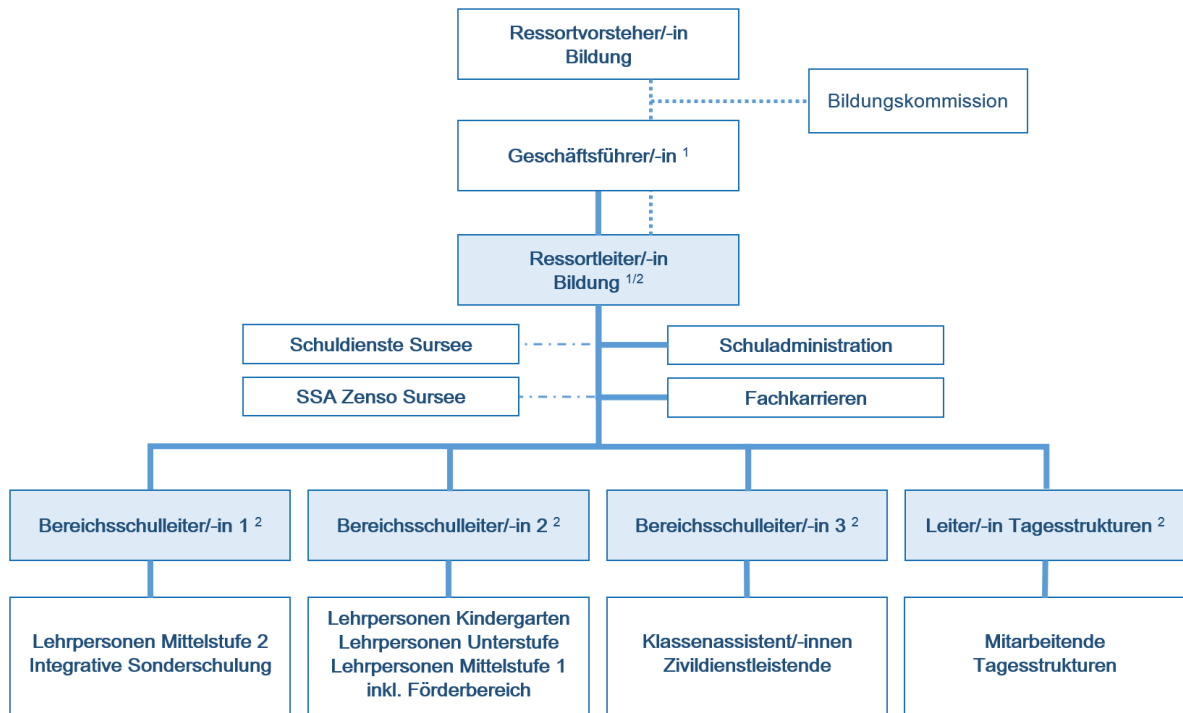 Ressortvorsteher/-in
Bildung
Bildungskommission
Geschäftsführer/-in ¹
Ressortleiter/-in
Bildung ¹/²
Schuldienste Sursee
Schuladministration
SSA Zenso Sursee
Fachkarrieren
Bereichsschulleiter/-in 1 ²
Bereichsschulleiter/-in 2 ²
Bereichsschulleiter/-in 3 ²
Leiter/-in Tagesstrukturen ²
Lehrpersonen Mittelstufe 2
Integrative Sonderschulung
Lehrpersonen Kindergarten
Lehrpersonen Unterstufe
Lehrpersonen Mittelstufe 1
inkl. Förderbereich
Klassenassistent/-innen
Zivildienstleistende
Mitarbeitende
Tagesstrukturen